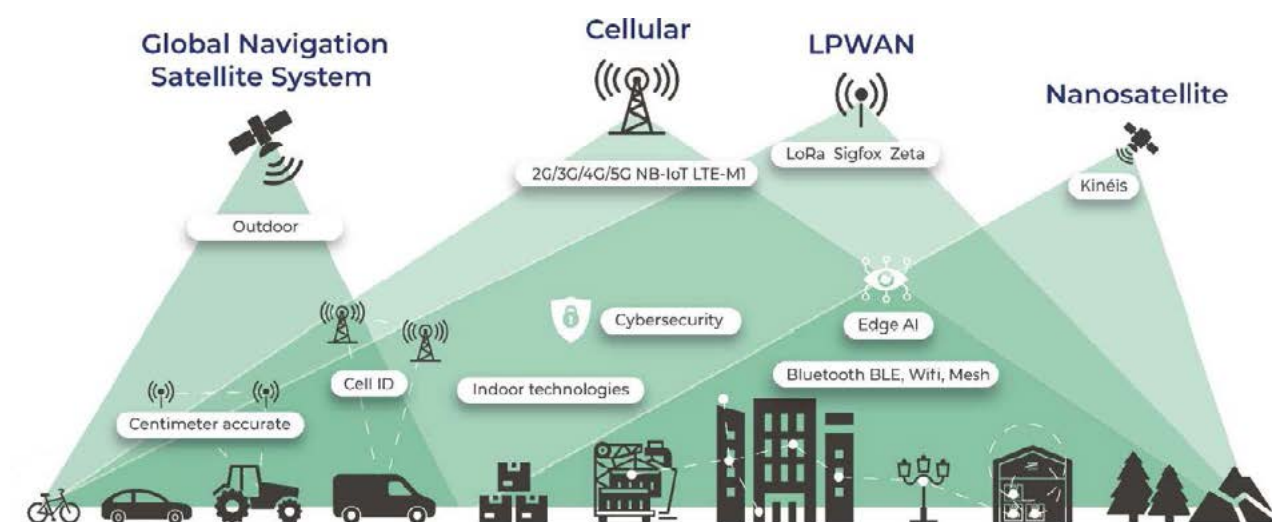 Global Navigation
Satellite System
Cellular
LPWAN
Nanosatellite
LoRa Sigfox Zeta
2G/3G/4G/5G NB-IoT LTE-M1
Kinéis
Outdoor
Cybersecurity
Edge AI
Cell ID
Indoor technologies
Bluetooth BLE, Wifi, Mesh
Centimeter accurate